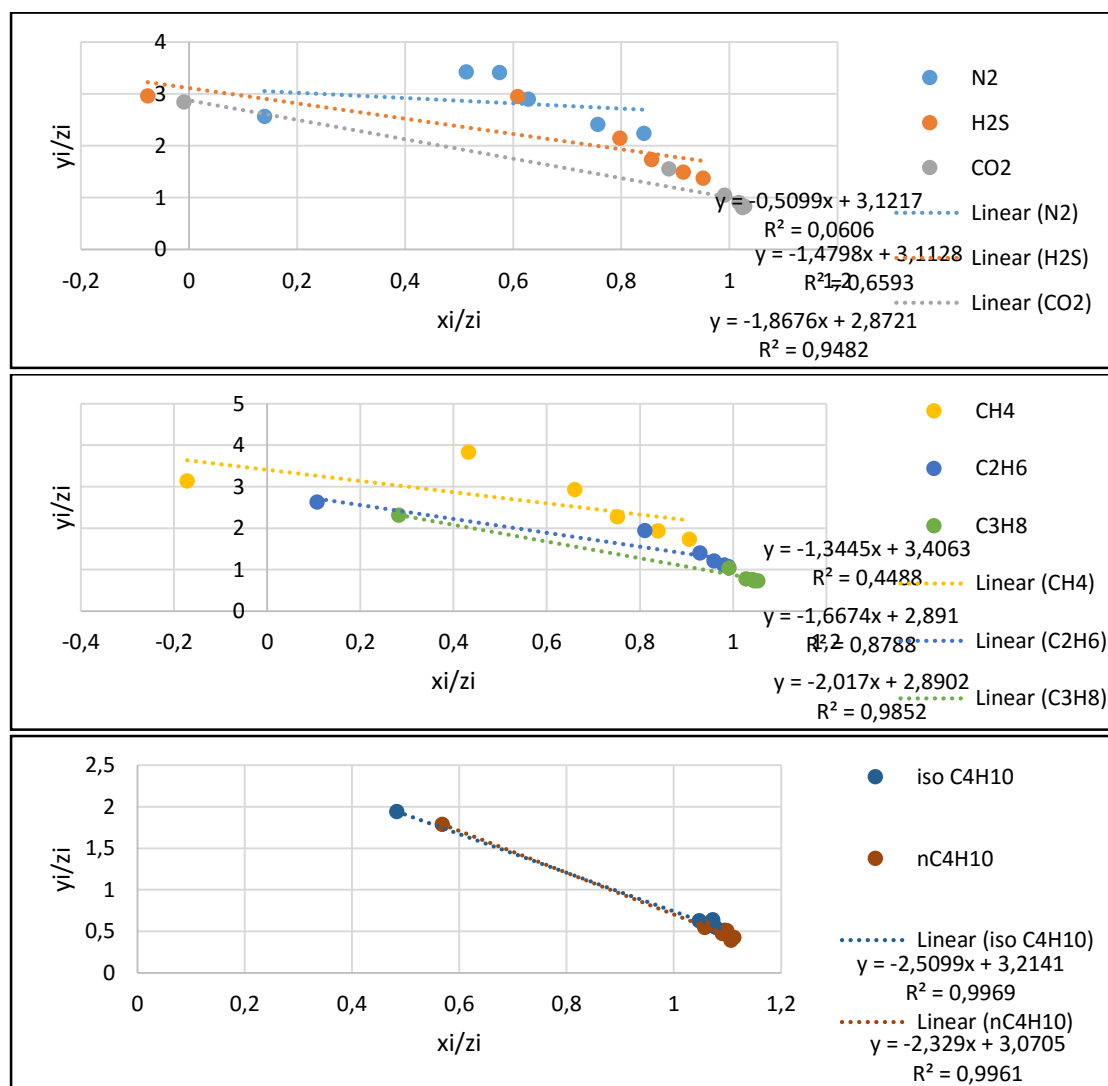 4
3
2
1
0
yi/zi
-0,2
0
0,2
0,4
0,6
0,8
1
1,2
xi/zi
N2
H2S
CO2
Linear (N2)
Linear (H2S)
Linear (CO2)
y = -0,5099x + 3,1217
R² = 0,0606
y = -1,4798x + 3,1128
R² = 0,6593
y = -1,8676x + 2,8721
R² = 0,9482
5
4
3
2
1
0
yi/zi
-0,4
-0,2
0
0,2
0,4
0,6
0,8
1
1,2
xi/zi
CH4
C2H6
C3H8
Linear (CH4)
Linear (C2H6)
Linear (C3H8)
y = -1,3445x + 3,4063
R² = 0,4488
y = -1,6674x + 2,891
R² = 0,8788
y = -2,017x + 2,8902
R² = 0,9852
2,5
2
1,5
1
0,5
0
yi/zi
0
0,2
0,4
0,6
0,8
1
1,2
xi/zi
iso C4H10
nC4H10
Linear (iso C4H10)
y = -2,5099x + 3,2141
R² = 0,9969
Linear (nC4H10)
y = -2,329x + 3,0705
R² = 0,9961